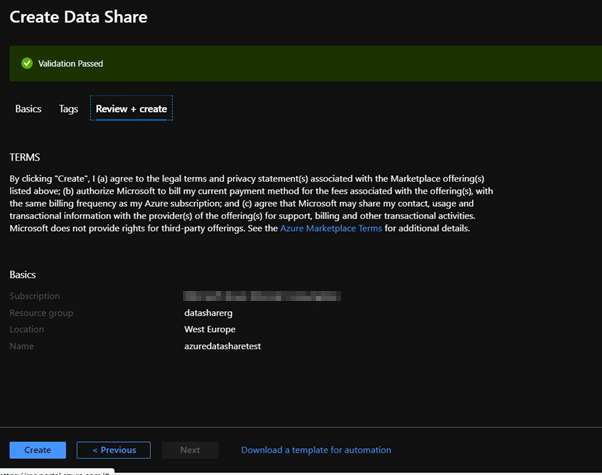 Create Data Share
Validation Passed
Basics Tags Review + create
TERMS
By clicking "Create", I (a) agree to the legal terms and privacy statement(s) associated with the Marketplace offering(s)
listed above; (b) authorize Microsoft to bill my current payment method for the fees associated with the offering(s), with
the same billing frequency as my Azure subscription; and (c) agree that Microsoft may share my contact, usage and
transactional information with the provider(s) of the offering(s) for support, billing and other transactional activities.
Microsoft does not provide rights for third-party offerings. See the Azure Marketplace Terms for additional details.
Basics
Subscription
Resource group datasharerg
Location West Europe
Name azuredatasharetest
Create < Previous Next Download a template for automation